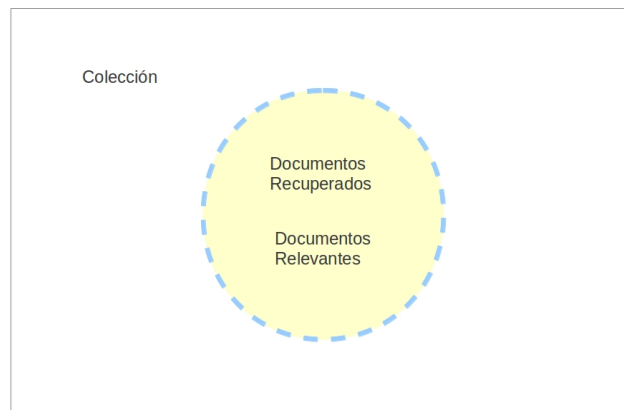 Colección
Documentos
Recuperados
Documentos
Relevantes